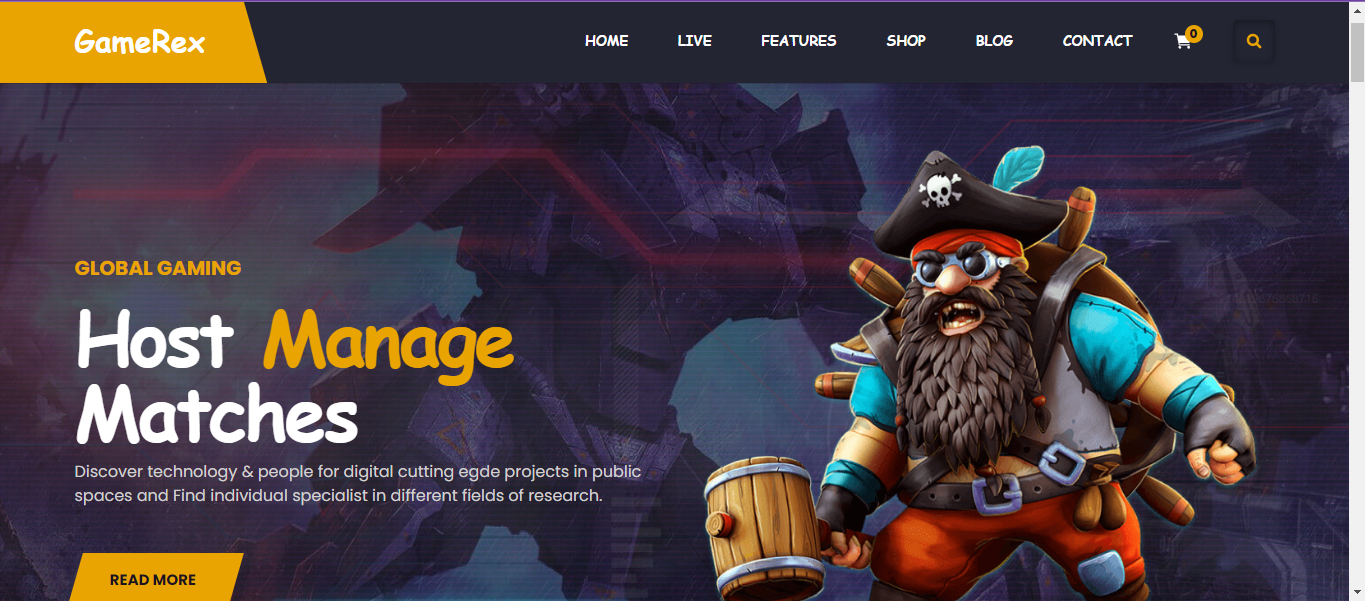 GameRex
HOME LIVE FEATURES SHOP BLOG CONTACT 0
GLOBAL GAMING
Host Manage
Matches
Discover technology & people for digital cutting egde projects in public
spaces and Find individual specialist in different fields of research.
READ MORE